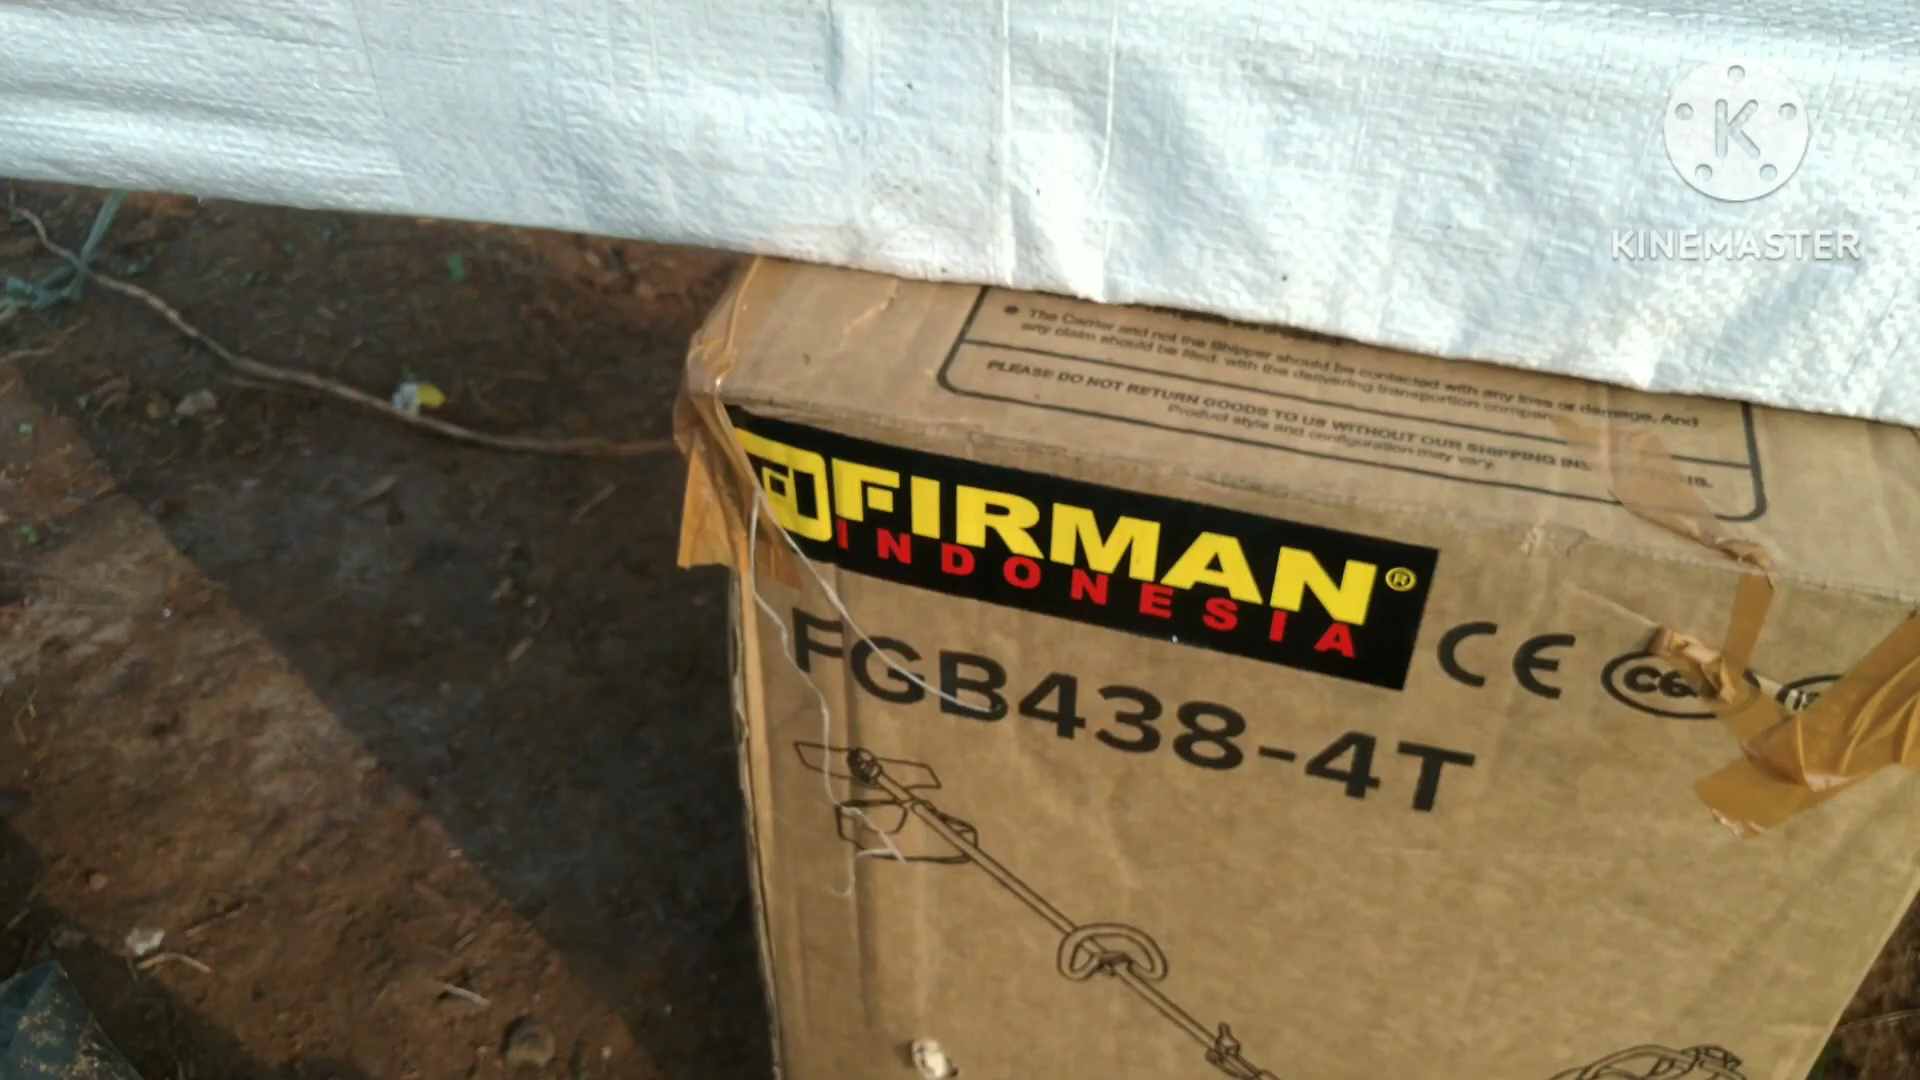 KINEMASTER
The Carrier and not the Shipper should be contacted with any loss or damage. And
any claim should be filed. with the delivering transportion
PLEASE DO NOT RETURN GOODS TO US WITHOUT OUR SHIPPING
Product style and configuration may vary.
FIRMAN®
INDONESIA
FGB438-4T
CE